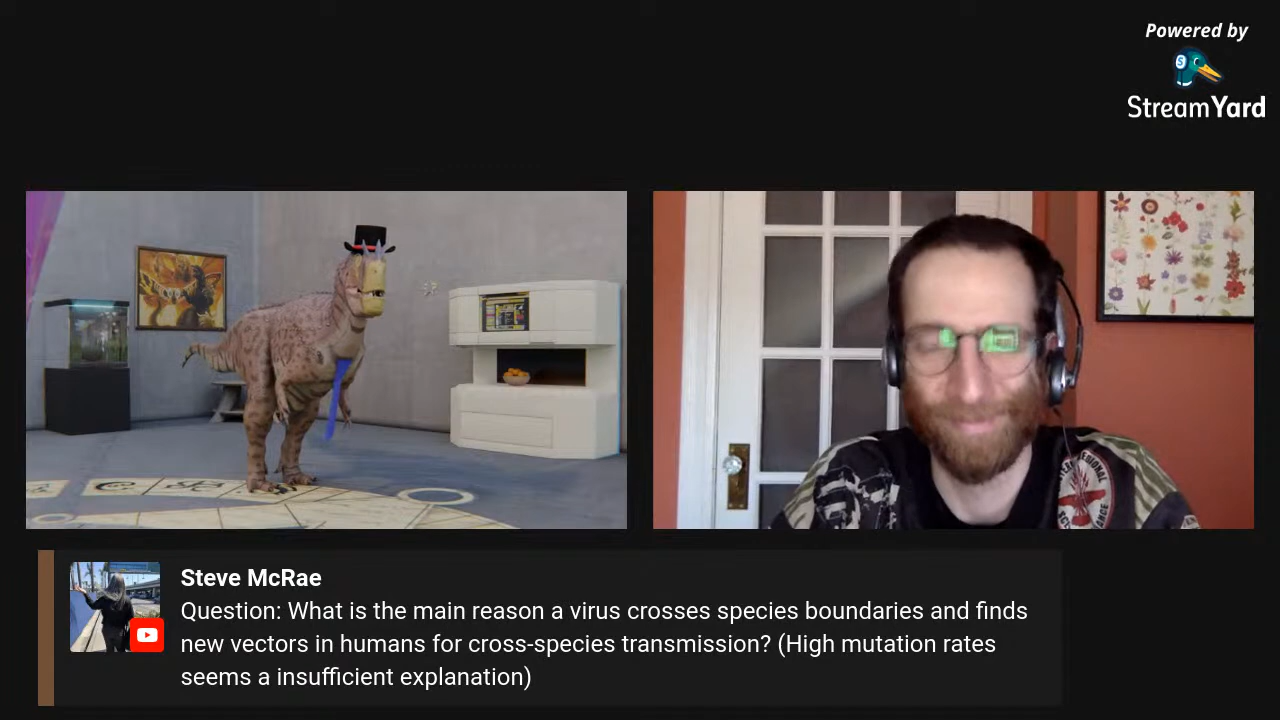 Powered by
StreamYard
Steve McRae
Question: What is the main reason a virus crosses species boundaries and finds
new vectors in humans for cross-species transmission? (High mutation rates
seems a insufficient explanation)